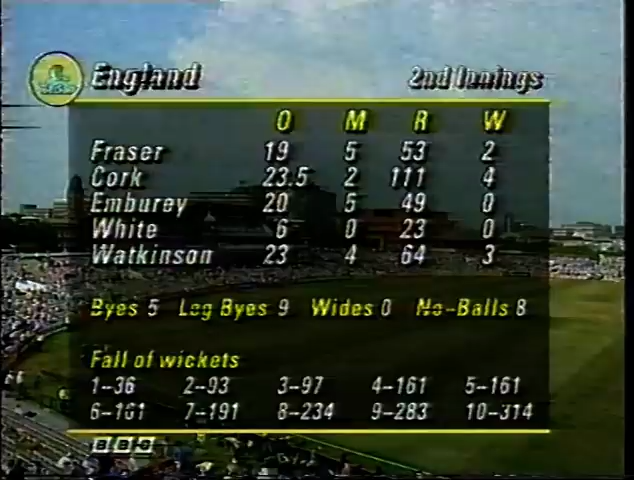 England 2nd Innings
O M R W
Fraser 19 5 53 2
Cork 23.5 2 111 4
Emburey 20 5 49 0
White 6 0 23 0
Watkinson 23 4 64 3
Byes 5 Leg Byes 9 Wides 0 No-Balls 8
Fall of wickets
1-36 2-93 3-97 4-161 5-161
6-161 7-191 8-234 9-283 10-314
BBC